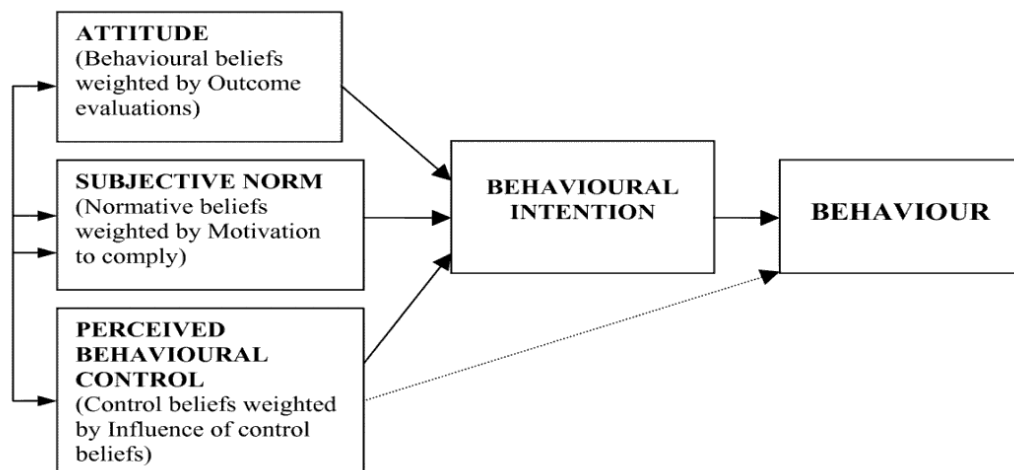 ATTITUDE
(Behavioural beliefs
weighted by Outcome
evaluations)
SUBJECTIVE NORM
(Normative beliefs
weighted by Motivation
to comply)
PERCEIVED
BEHAVIOURAL
CONTROL
(Control beliefs weighted
by Influence of control
beliefs)
BEHAVIOURAL
INTENTION
BEHAVIOUR